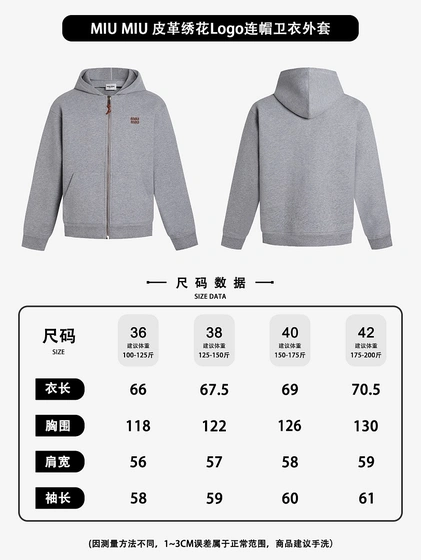 MIU MIU 皮革绣花Logo连帽卫衣外套
尺码数据
SIZE DATA
尺码 36 38 40 42
SIZE 建议体重 建议体重 建议体重 建议体重
100-125斤 125-150斤 150-175斤 175-200斤
衣长 66 67.5 69 70.5
胸围 118 122 126 130
肩宽 56 57 58 59
袖长 58 59 60 61
(因测量方法不同，1~3CM误差属于正常范围，商品建议手洗)